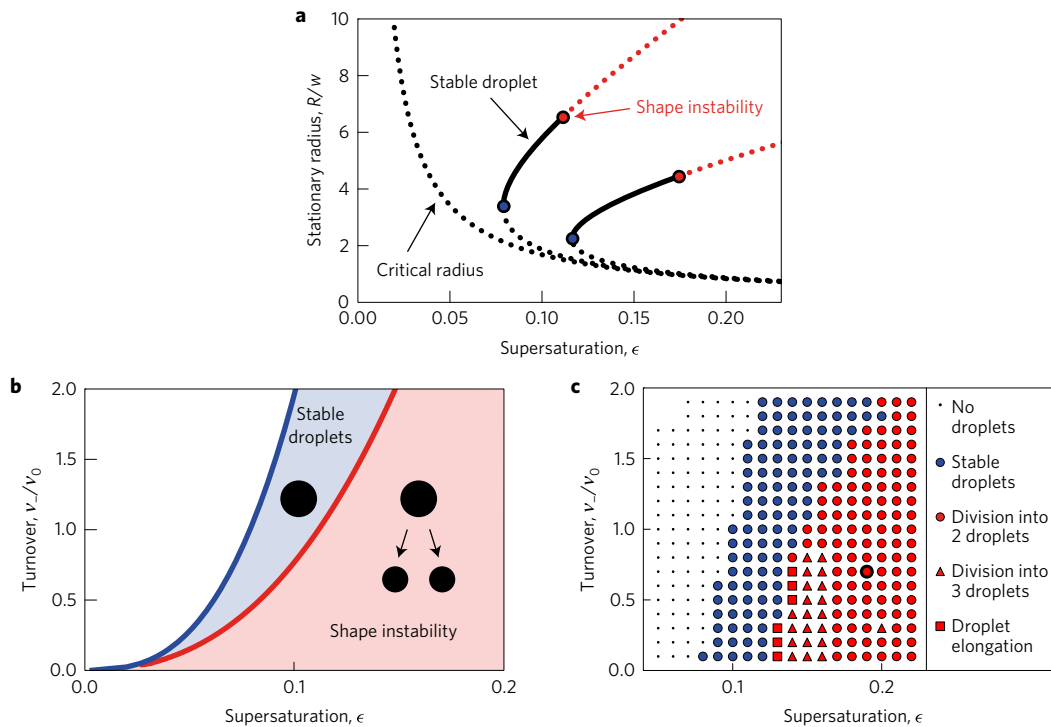 a
Stationary radius, R/w
10
8
6
4
2
0
0.00
0.05
0.10
0.15
0.20
Supersaturation, ϵ
Stable droplet
Shape instability
Critical radius
b
Turnover, ν₋/ν₀
2.0
1.5
1.0
0.5
0.0
0.0
0.1
0.2
Supersaturation, ϵ
Stable
droplets
Shape instability
c
Turnover, ν₋/ν₀
2.0
1.5
1.0
0.5
0.0
0.1
0.2
Supersaturation, ϵ
No
droplets
Stable
droplets
Division into
2 droplets
Division into
3 droplets
Droplet
elongation